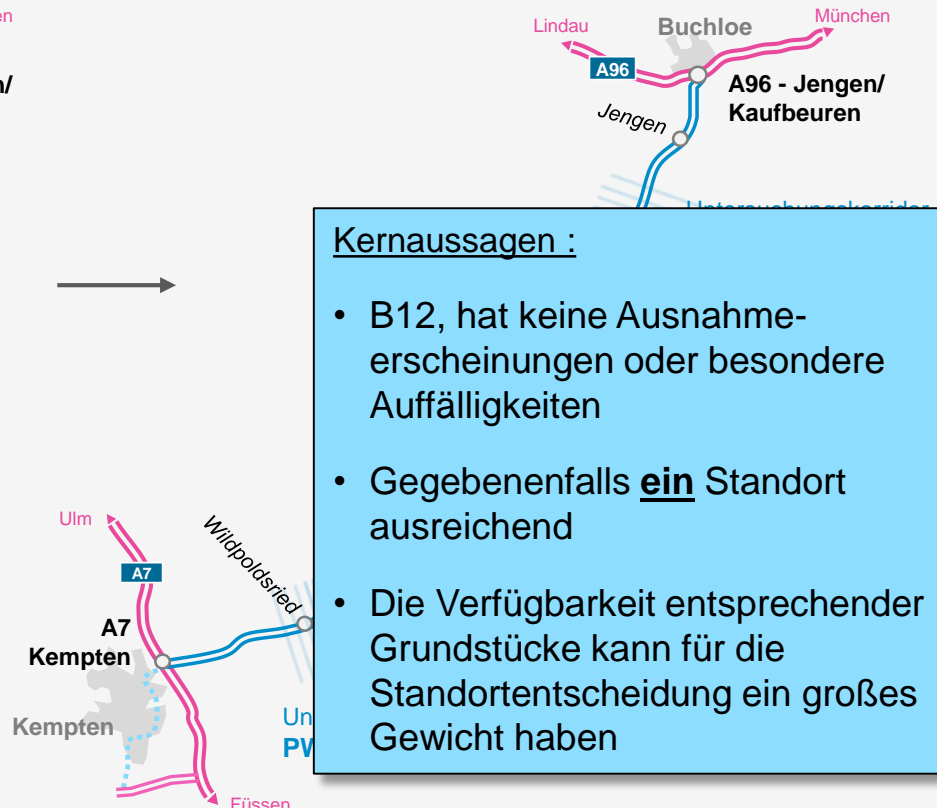 Lindau
Buchloe
München
A96
A96 - Jengen/
Kaufbeuren
Jengen
Kernaussagen :
• B12, hat keine Ausnahme-
erscheinungen oder besondere
Auffälligkeiten
• Gegebenenfalls ein Standort
ausreichend
• Die Verfügbarkeit entsprechender
Grundstücke kann für die
Standortentscheidung ein großes
Gewicht haben
Ulm
A7
Wildpoldsried
A7
Kempten
Kempten
Füssen